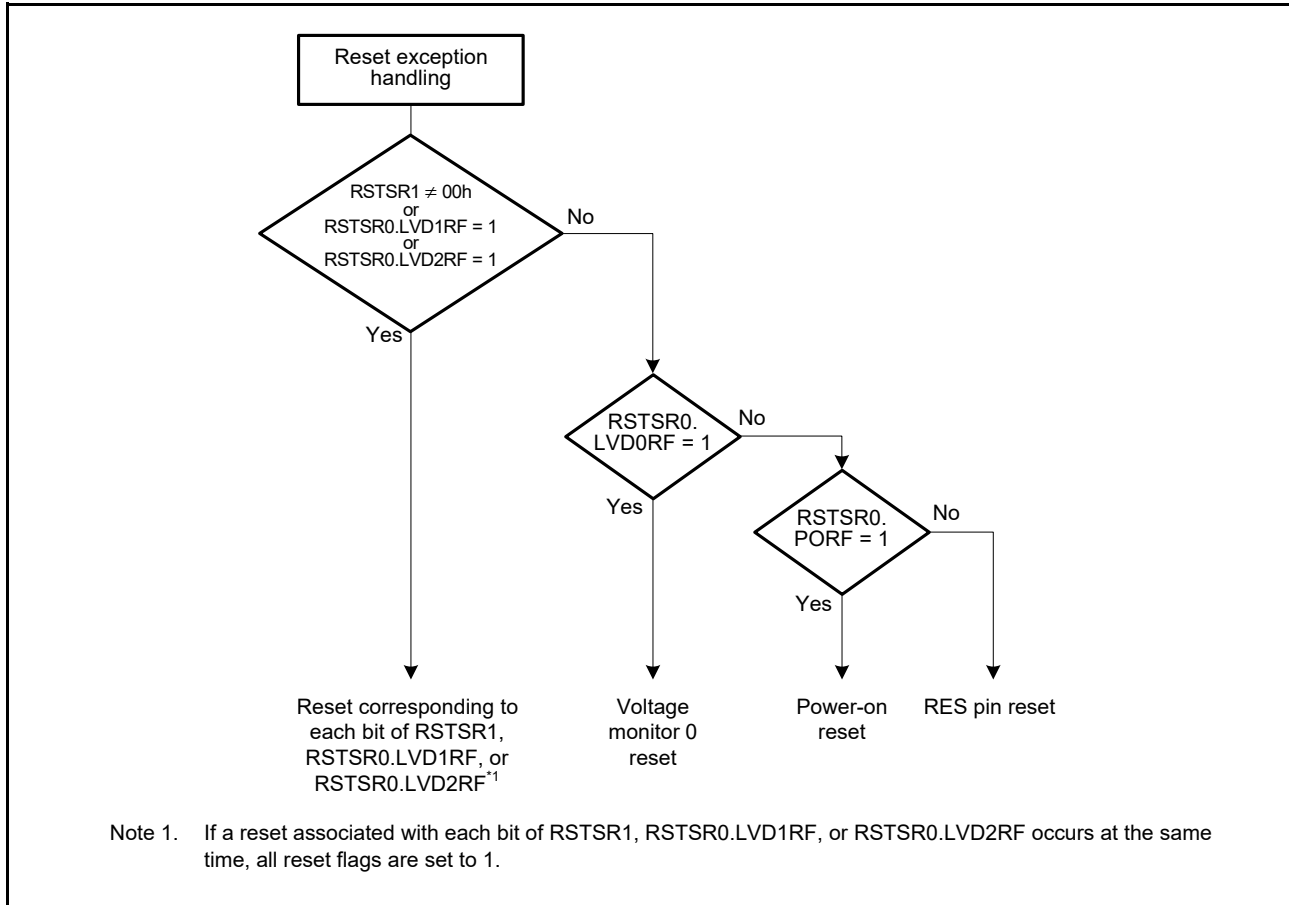 Reset exception
handling
RSTSR1 ≠ 00h
or
RSTSR0.LVD1RF = 1
or
RSTSR0.LVD2RF = 1
No
Yes
RSTSR0.
LVD0RF = 1
No
Yes
RSTSR0.
PORF = 1
No
Yes
Reset corresponding to
each bit of RSTSR1,
RSTSR0.LVD1RF, or
RSTSR0.LVD2RF*1
Voltage
monitor 0
reset
Power-on
reset
RES pin reset
Note 1. If a reset associated with each bit of RSTSR1, RSTSR0.LVD1RF, or RSTSR0.LVD2RF occurs at the same
time, all reset flags are set to 1.